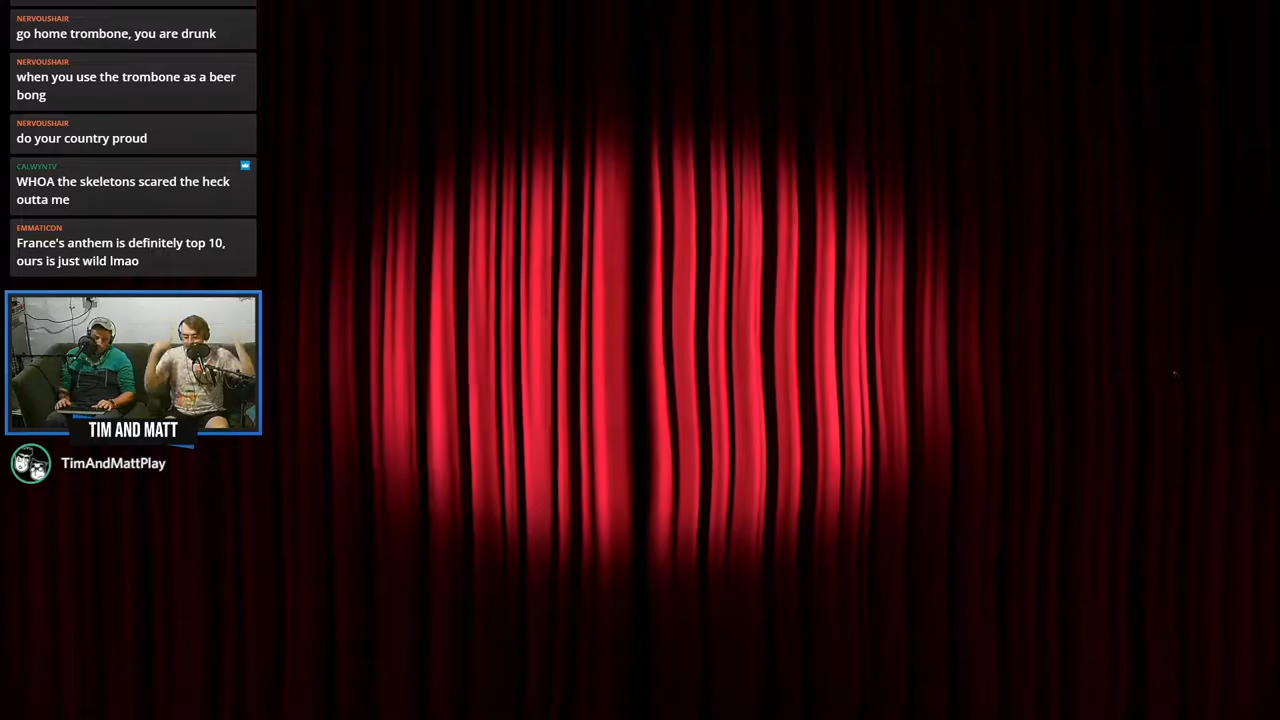 NERVOUSHAIR
go home trombone, you are drunk
NERVOUSHAIR
when you use the trombone as a beer
bong
NERVOUSHAIR
do your country proud
CALWYNTV
WHOA the skeletons scared the heck
outta me
EMMATICON
France's anthem is definitely top 10,
ours is just wild lmao
TIM AND MATT
TimAndMattPlay